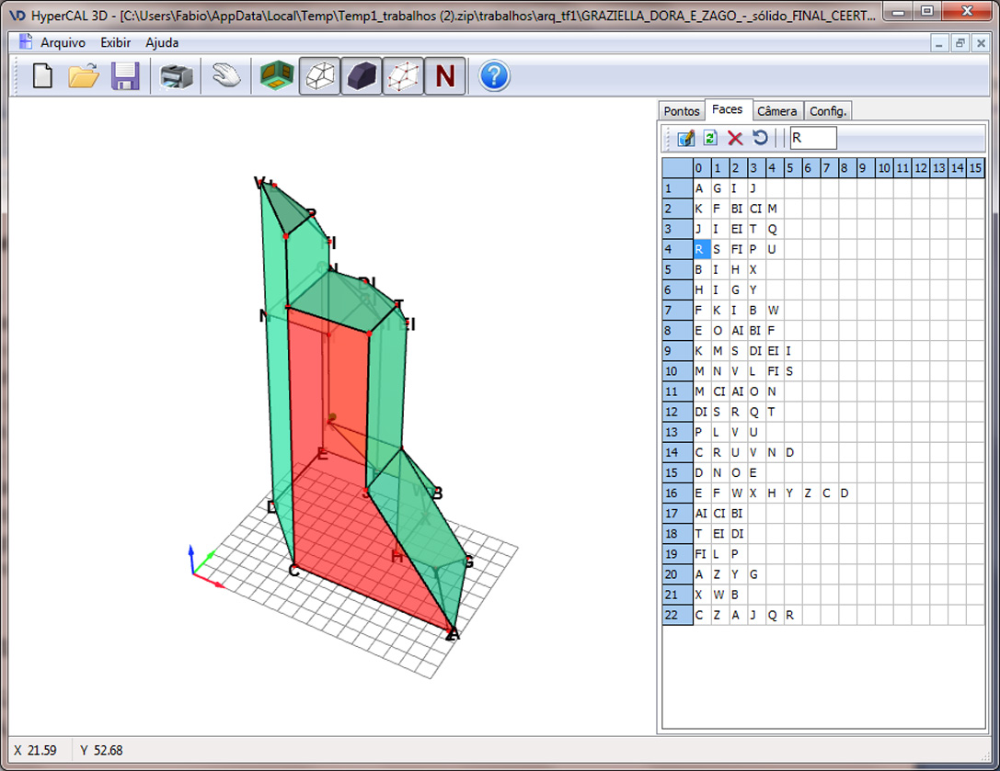 HyperCAL 3D - [C:\Users\Fabio\AppData\Local\Temp\Temp1_trabalhos (2).zip\trabalhos\arq_tf1\GRAZIELLA_DORA_E_ZAGO_-_sólido_FINAL_CEERT...
Arquivo Exibir Ajuda
N ?
Pontos Faces Câmera Config.
R
0 1 2 3 4 5 6 7 8 9 10 11 12 13 14 15
1 A G I J
2 K F BI CI M
3 J I EI T Q
4 R S FI P U
5 B I H X
6 H I G Y
7 F K I B W
8 E O AI BI F
9 K M S DI EI I
10 M N V L FI S
11 M CI AI O N
12 DI S R Q T
13 P L V U
14 C R U V N D
15 D N O E
16 E F W X H Y Z C D
17 AI CI BI
18 T EI DI
19 FI L P
20 A Z Y G
21 X W B
22 C Z A J Q R
V
P
FI
DI
T
EI
N
E
B
D
H
G
C
A
X 21.59 Y 52.68